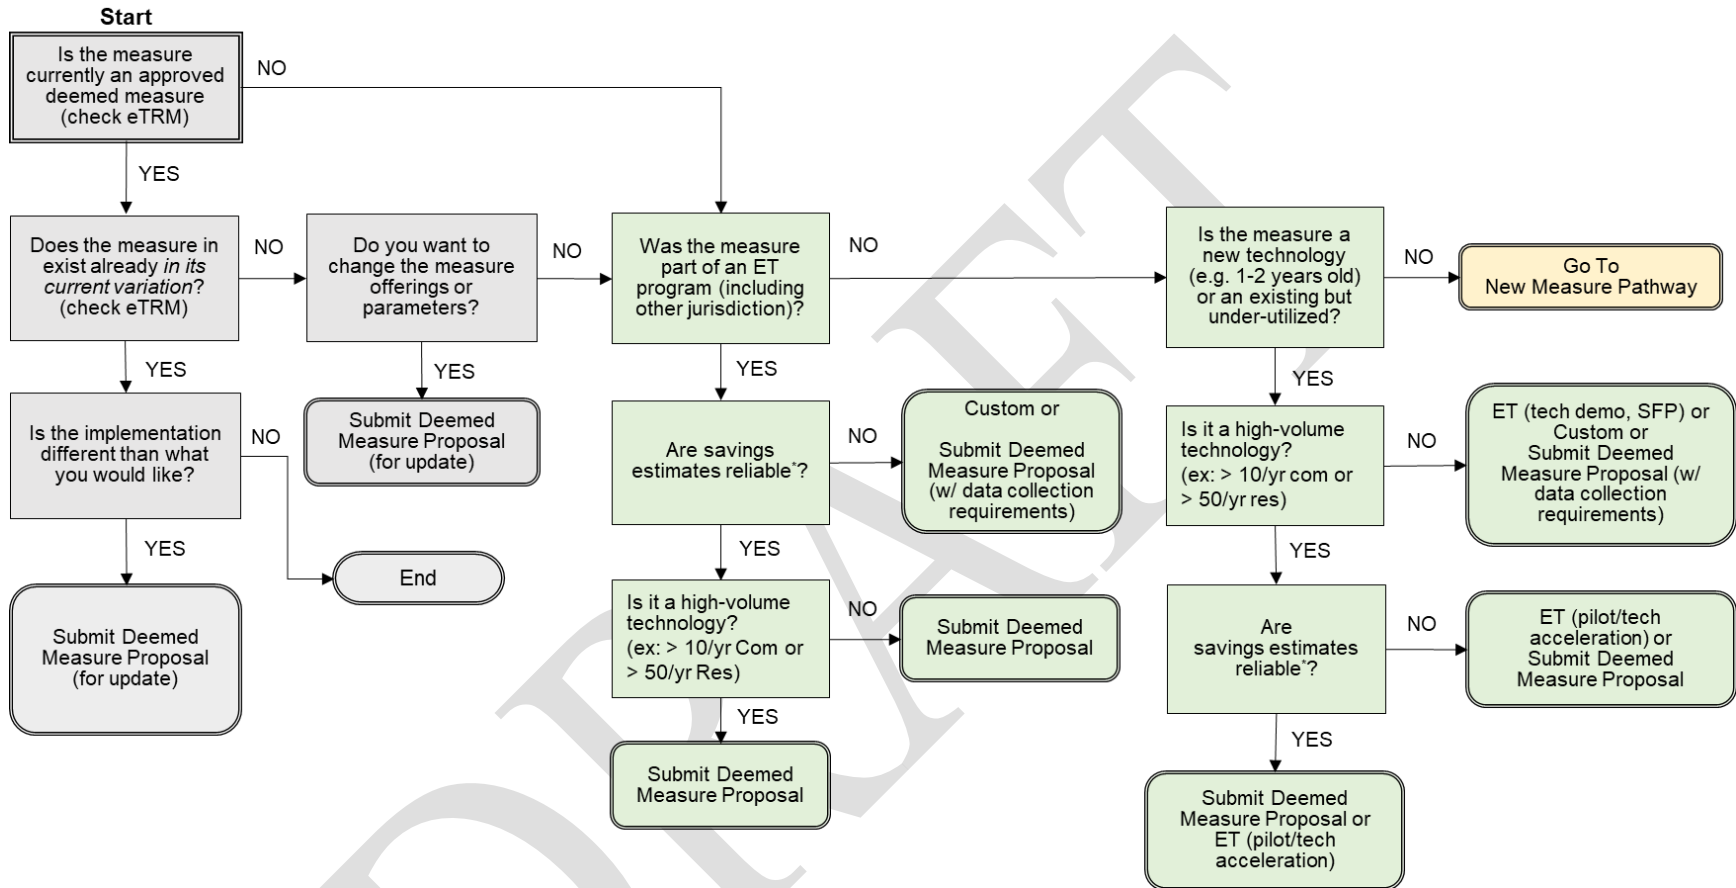 Start
Is the measure
currently an approved
deemed measure
(check eTRM)
NO
YES
Does the measure in
exist already in its
current variation?
(check eTRM)
NO
Do you want to
change the measure
offerings or
parameters?
NO
Was the measure
part of an ET
program (including
other jurisdiction)?
NO
Is the measure a
new technology
(e.g. 1-2 years old)
or an existing but
under-utilized?
NO
Go To
New Measure Pathway
YES
YES
YES
YES
Is the implementation
different than what
you would like?
NO
Submit Deemed
Measure Proposal
(for update)
Are savings
estimates reliable*?
NO
Custom or
Submit Deemed
Measure Proposal
(w/ data collection
requirements)
Is it a high-volume
technology?
(ex: > 10/yr com or
> 50/yr res)
NO
ET (tech demo, SFP) or
Custom or
Submit Deemed
Measure Proposal (w/
data collection
requirements)
YES
YES
YES
End
Submit Deemed
Measure Proposal
(for update)
Is it a high-volume
technology?
(ex: > 10/yr Com or
> 50/yr Res)
NO
Submit Deemed
Measure Proposal
Are
savings estimates
reliable*?
NO
ET (pilot/tech
acceleration) or
Submit Deemed
Measure Proposal
YES
YES
Submit Deemed
Measure Proposal
Submit Deemed
Measure Proposal or
ET (pilot/tech
acceleration)
DRAFT